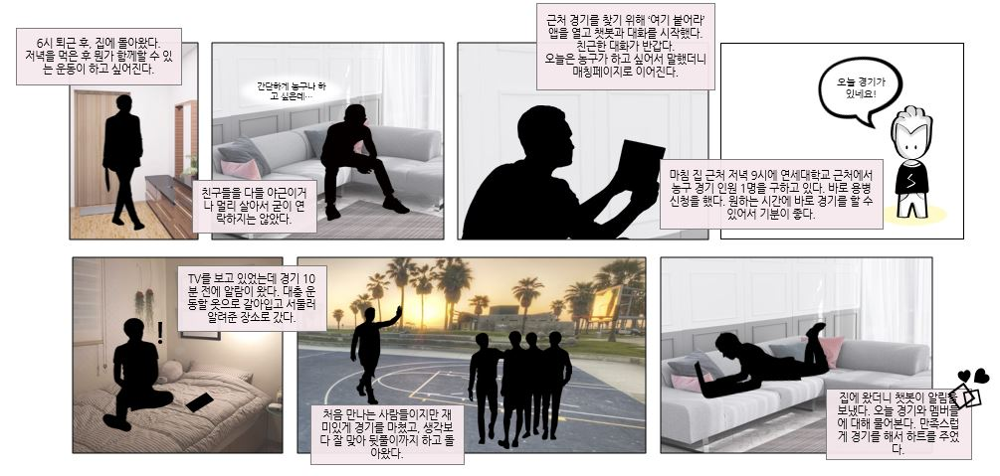 6시 퇴근 후, 집에 돌아왔다.
저녁을 먹은 후 뭔가 함께할 수 있
는 운동이 하고 싶어진다.
간단하게 농구나 하
고 싶은데…
친구들을 다들 야근이거
나 멀리 살아서 굳이 연
락하지는 않았다.
근처 경기를 찾기 위해 ‘여기 붙어라’
앱을 열고 챗봇과 대화를 시작했다.
친근한 대화가 반갑다.
오늘은 농구가 하고 싶어서 말했더니
매칭페이지로 이어진다.
오늘 경기가
있네요!
마침 집 근처 저녁 9시에 연세대학교 근처에서
농구 경기 인원 1명을 구하고 있다. 바로 용병
신청을 했다. 원하는 시간에 바로 경기를 할 수
있어서 기분이 좋다.
TV를 보고 있었는데 경기 10
분 전에 알람이 왔다. 대충 운
동할 옷으로 갈아입고 서둘러
알려준 장소로 갔다.
!
처음 만나는 사람들이지만 재
미있게 경기를 마쳤고, 생각보
다 잘 맞아 뒷풀이까지 하고 돌
아왔다.
집에 왔더니 챗봇이 알림을
보냈다. 오늘 경기와 멤버들
에 대해 물어본다. 만족스럽
게 경기를 해서 하트를 주었
다.